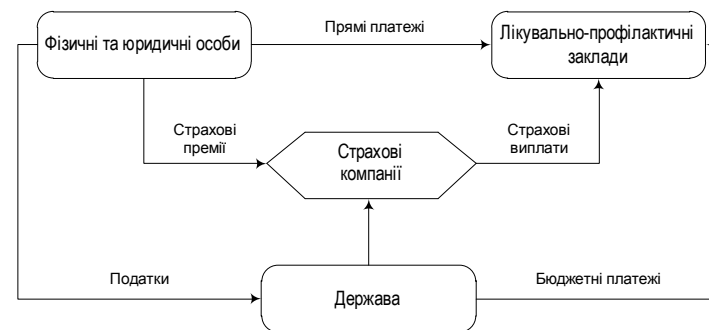 Прямі платежі
Фізичні та юридичні особи
Лікувально-профілактичні
заклади
Страхові
премії
Страхові
компанії
Страхові
виплати
Податки
Бюджетні платежі
Держава